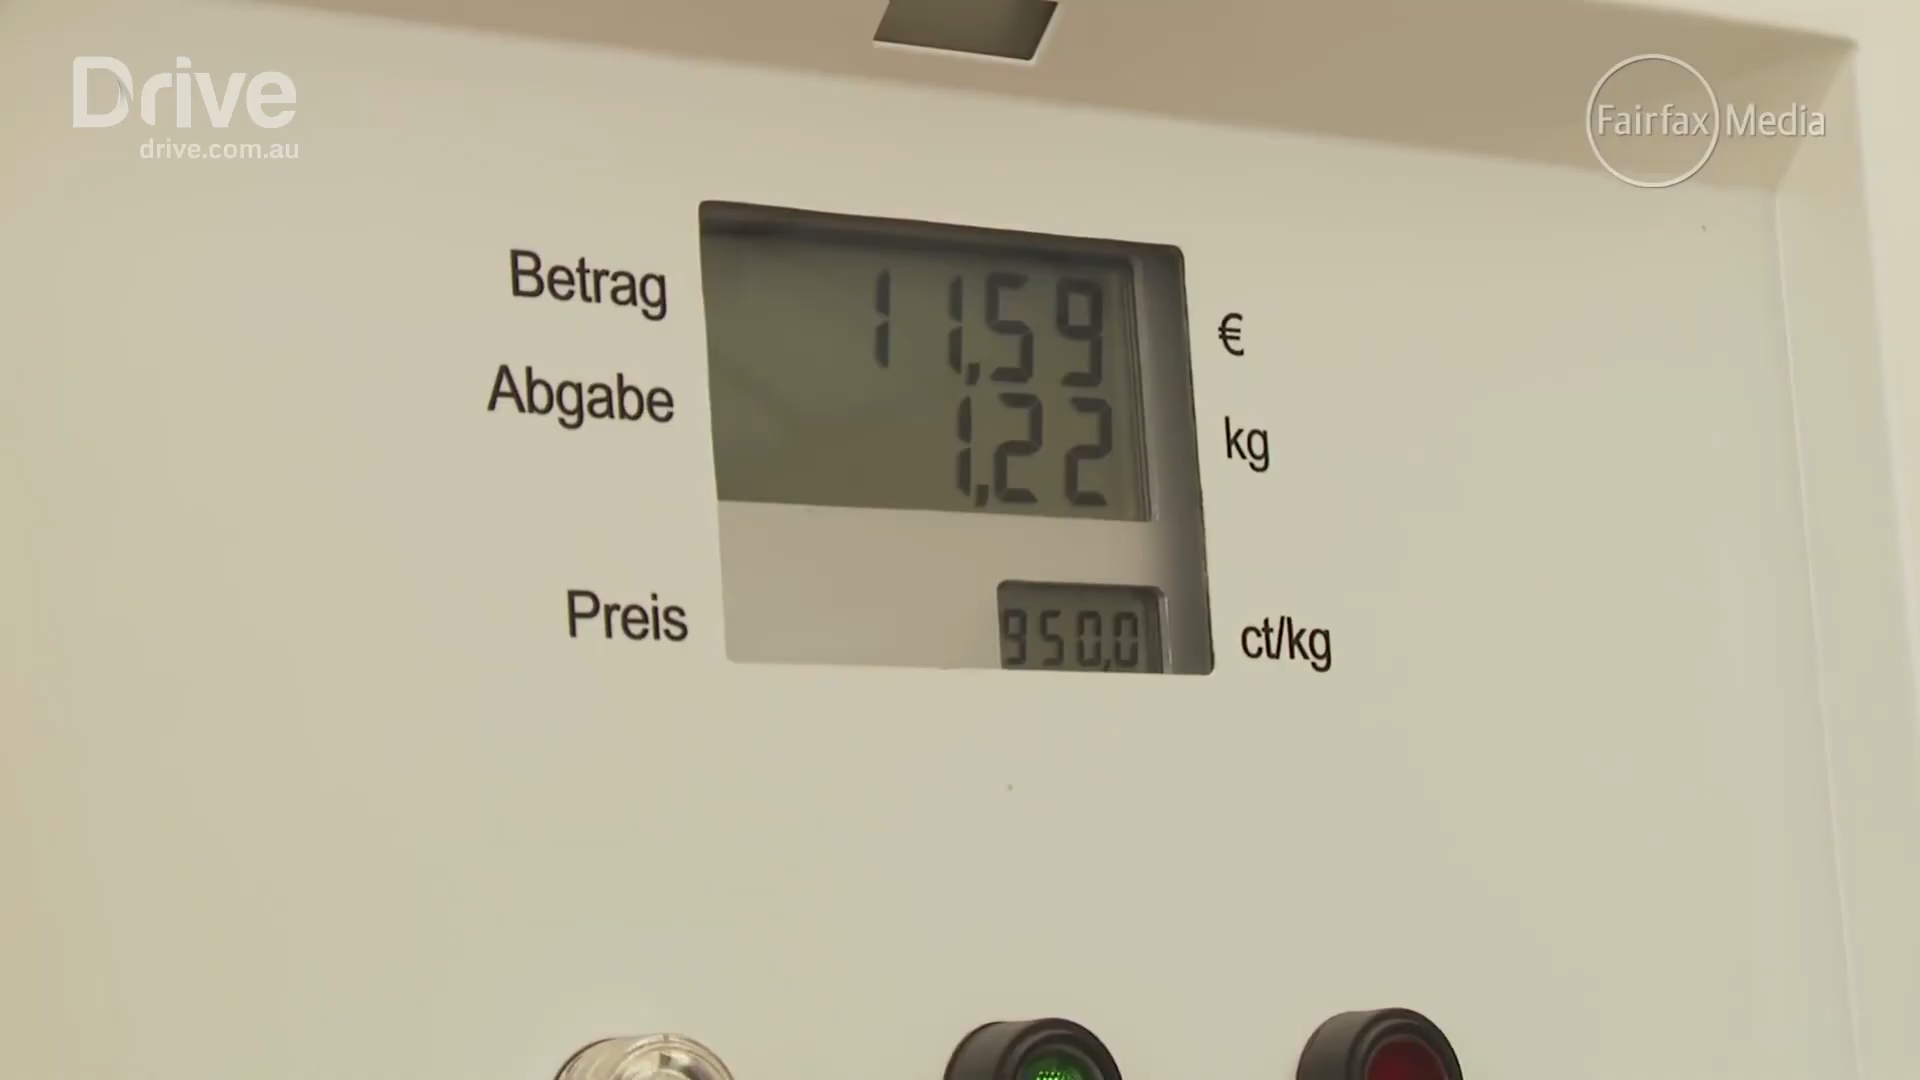 Drive
drive.com.au
Fairfax Media
Betrag 11,59 €
Abgabe 1,22 kg
Preis 950,0 ct/kg